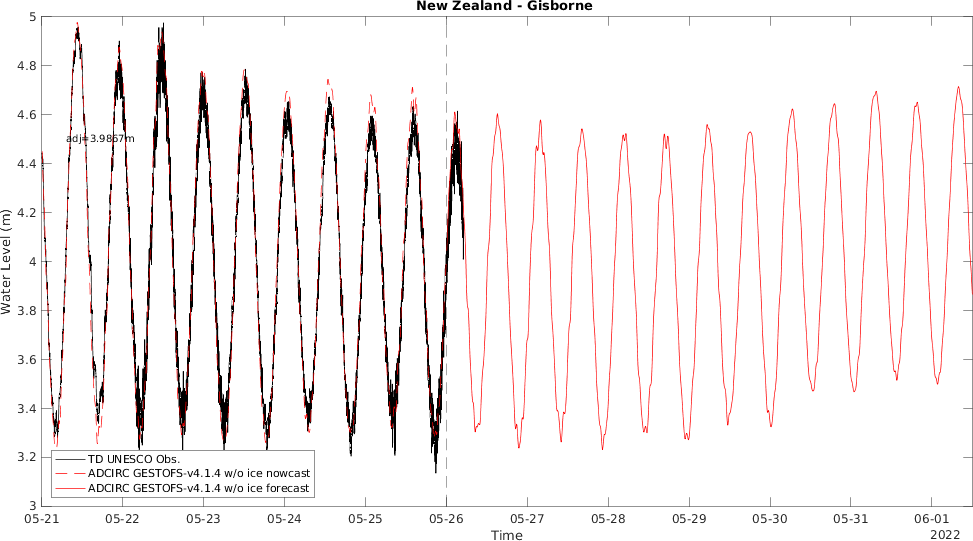 New Zealand - Gisborne
5
4.8
4.6
4.4
4.2
4
3.8
3.6
3.4
3.2
3
Water Level (m)
adj=3.9867m
TD UNESCO Obs.
ADCIRC GESTOFS-v4.1.4 w/o ice nowcast
ADCIRC GESTOFS-v4.1.4 w/o ice forecast
05-21 05-22 05-23 05-24 05-25 05-26 05-27 05-28 05-29 05-30 05-31 06-01
Time
2022